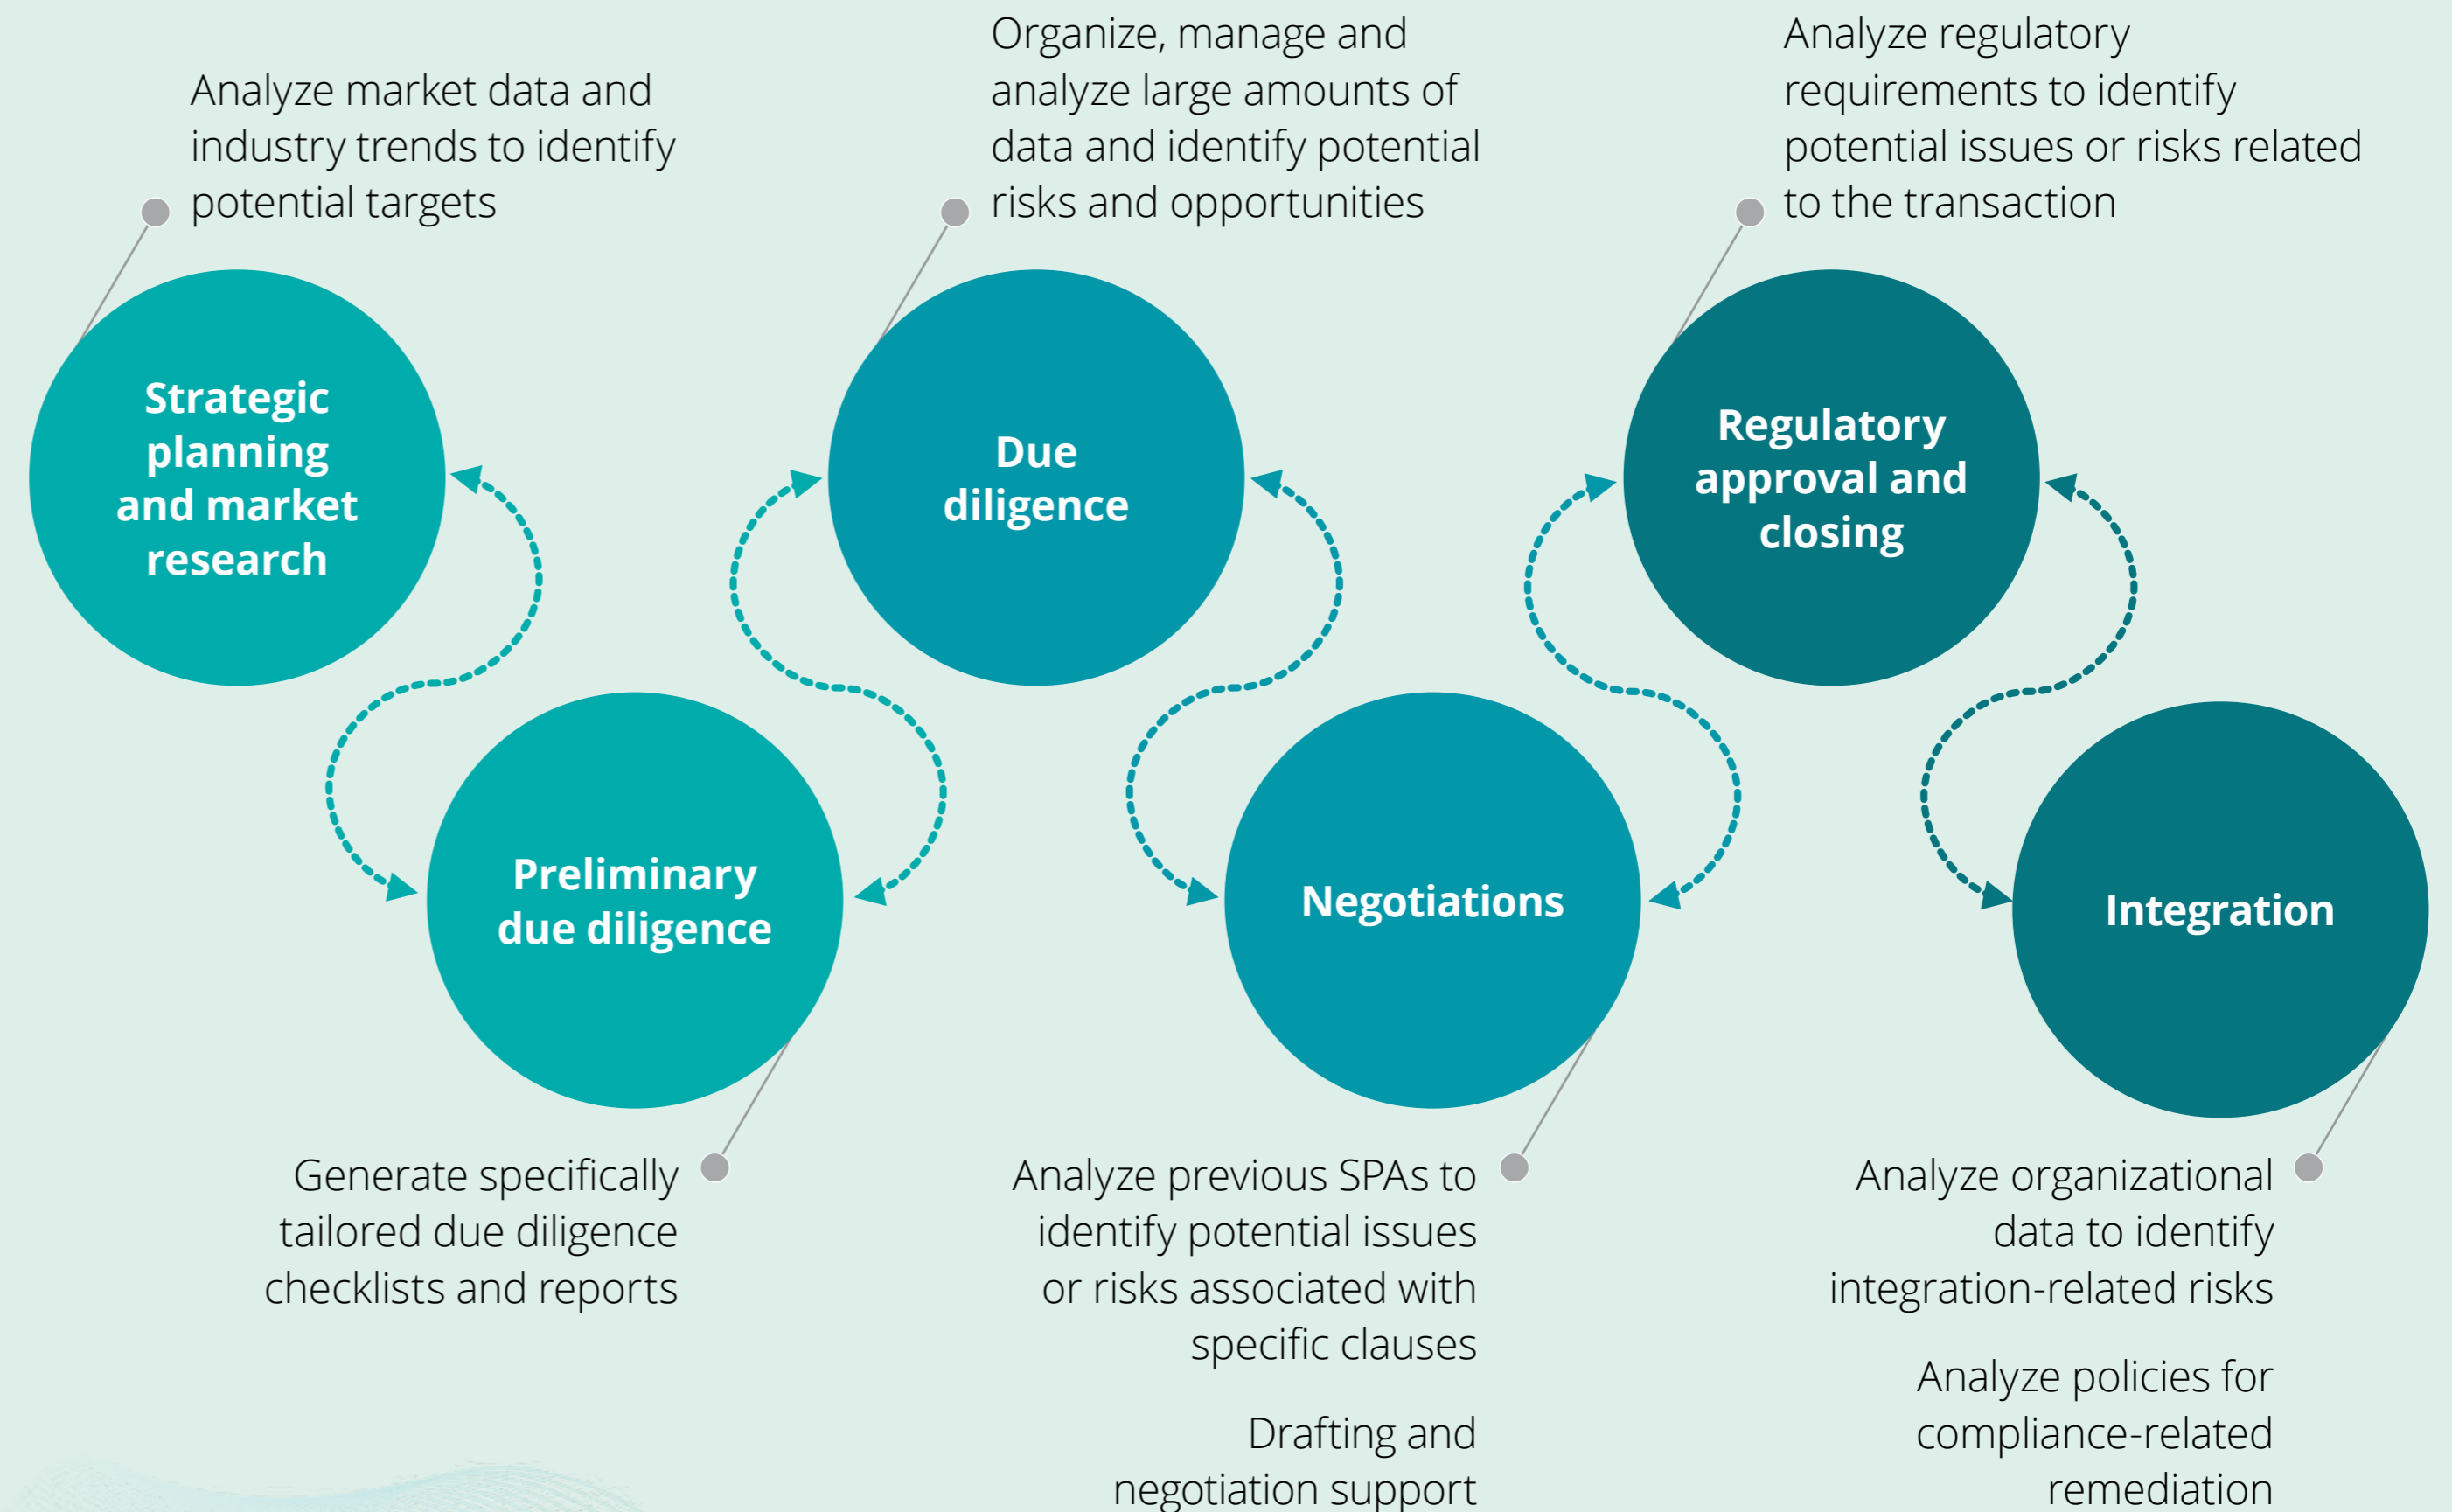 Analyze market data and
industry trends to identify
potential targets
Strategic
planning
and market
research
Generate specifically
tailored due diligence
checklists and reports
Preliminary
due diligence
Organize, manage and
analyze large amounts of
data and identify potential
risks and opportunities
Due
diligence
Analyze previous SPAs to
identify potential issues
or risks associated with
specific clauses
Drafting and
negotiation support
Negotiations
Analyze regulatory
requirements to identify
potential issues or risks related
to the transaction
Regulatory
approval and
closing
Integration
Analyze organizational
data to identify
integration-related risks
Analyze policies for
compliance-related
remediation